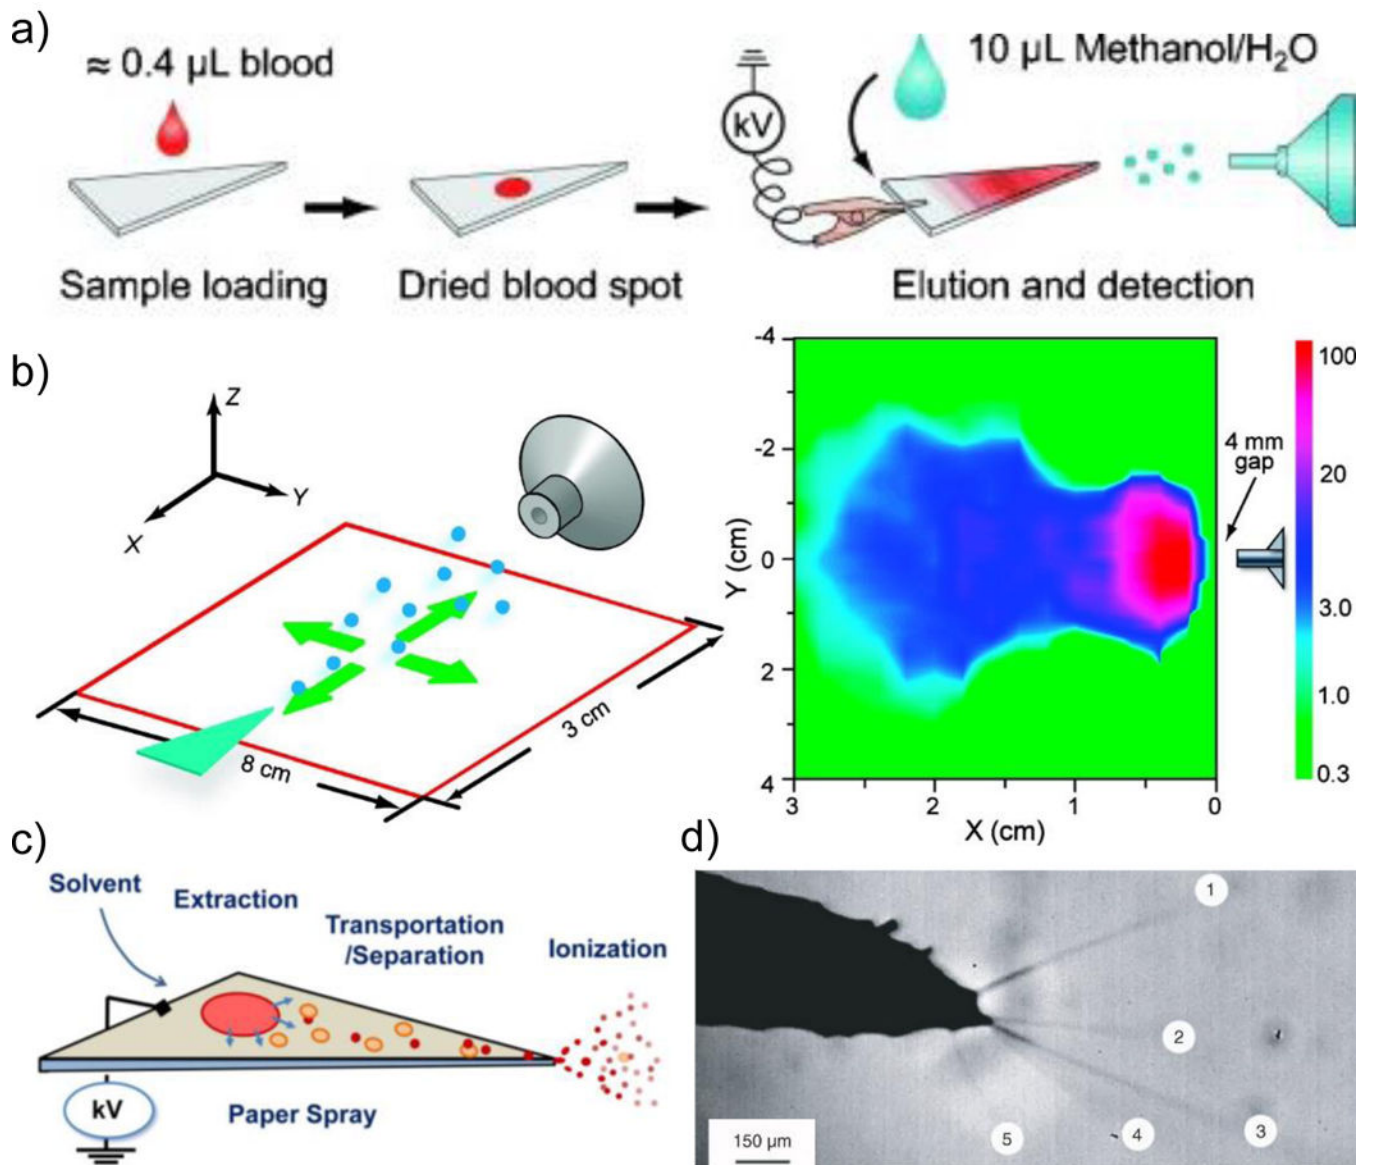 a)
≈ 0.4 µL blood
10 µL Methanol/H₂O
kV
Sample loading
Dried blood spot
Elution and detection
b)
Z
Y
X
8 cm
3 cm
-4
-2
0
2
4
Y (cm)
3
2
1
0
X (cm)
4 mm
gap
100
20
3.0
1.0
0.3
c)
Solvent
Extraction
Transportation
/Separation
Ionization
kV
Paper Spray
d)
1
2
3
4
5
150 µm